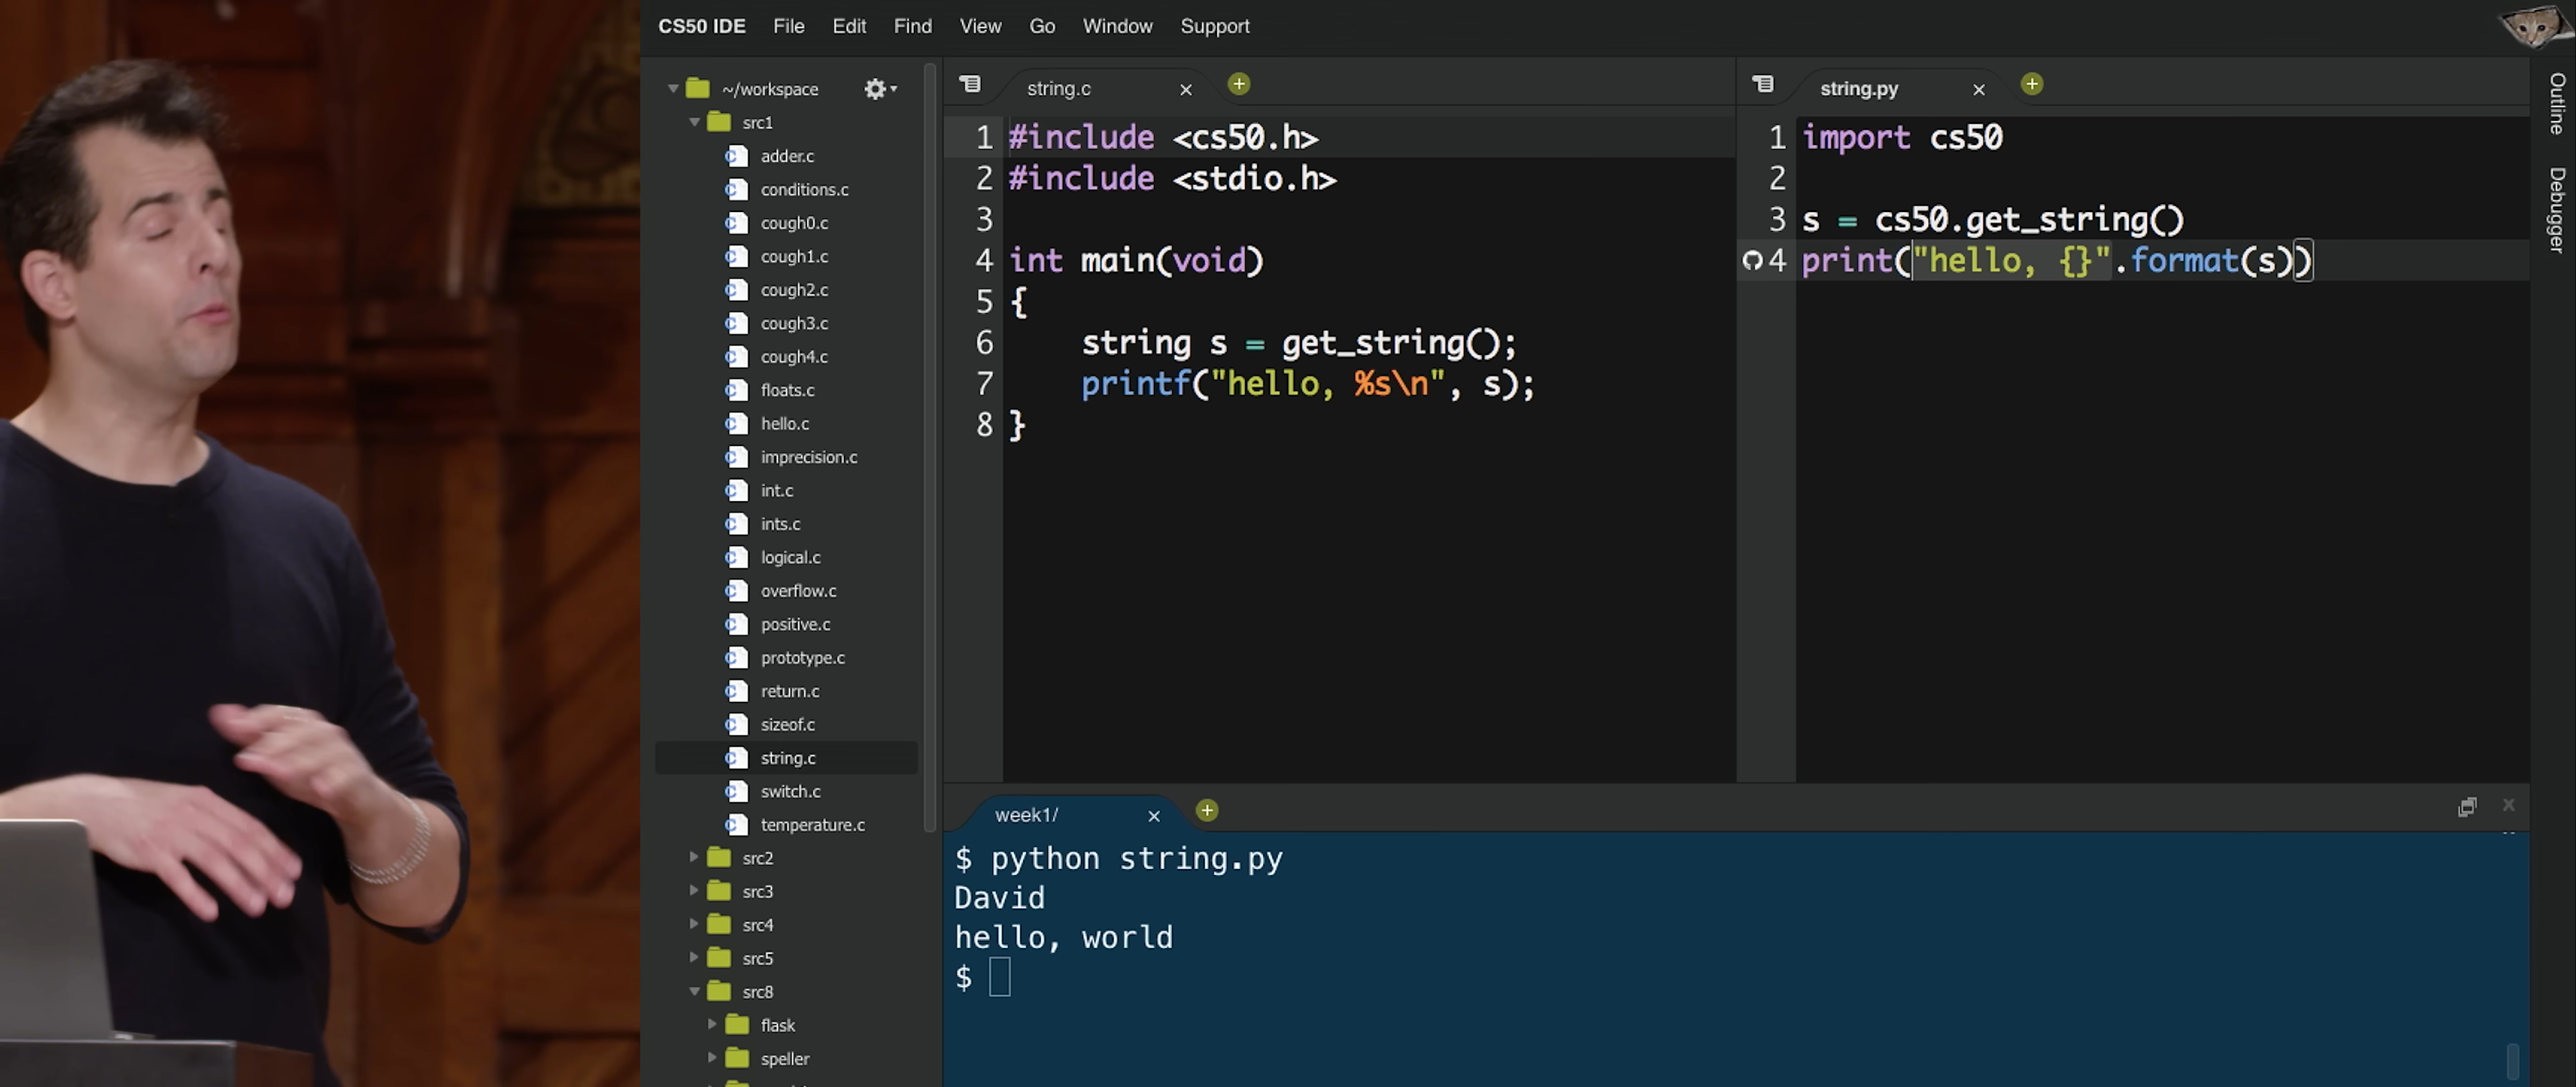 CS50 IDE File Edit Find View Go Window Support
~/workspace
src1
adder.c
conditions.c
cough0.c
cough1.c
cough2.c
cough3.c
cough4.c
floats.c
hello.c
imprecision.c
int.c
ints.c
logical.c
overflow.c
positive.c
prototype.c
return.c
sizeof.c
string.c
switch.c
temperature.c
src2
src3
src4
src5
src8
flask
speller
string.c
1 #include <cs50.h>
2 #include <stdio.h>
3
4 int main(void)
5 {
6     string s = get_string();
7     printf("hello, %s\n", s);
8 }
string.py
1 import cs50
2
3 s = cs50.get_string()
4 print("hello, {}".format(s))
Outline
Debugger
week1/
$ python string.py
David
hello, world
$